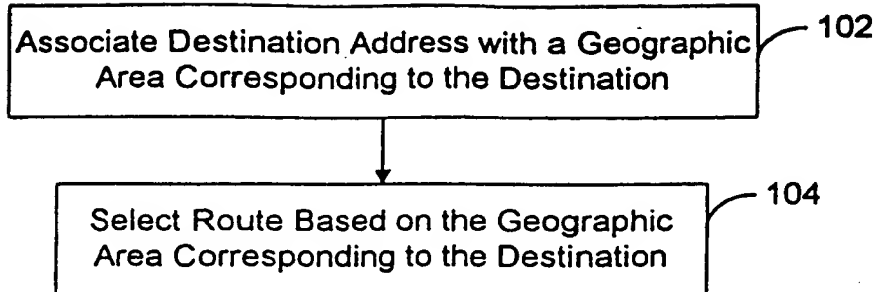 Associate Destination Address with a Geographic
Area Corresponding to the Destination
102
Select Route Based on the Geographic
Area Corresponding to the Destination
104